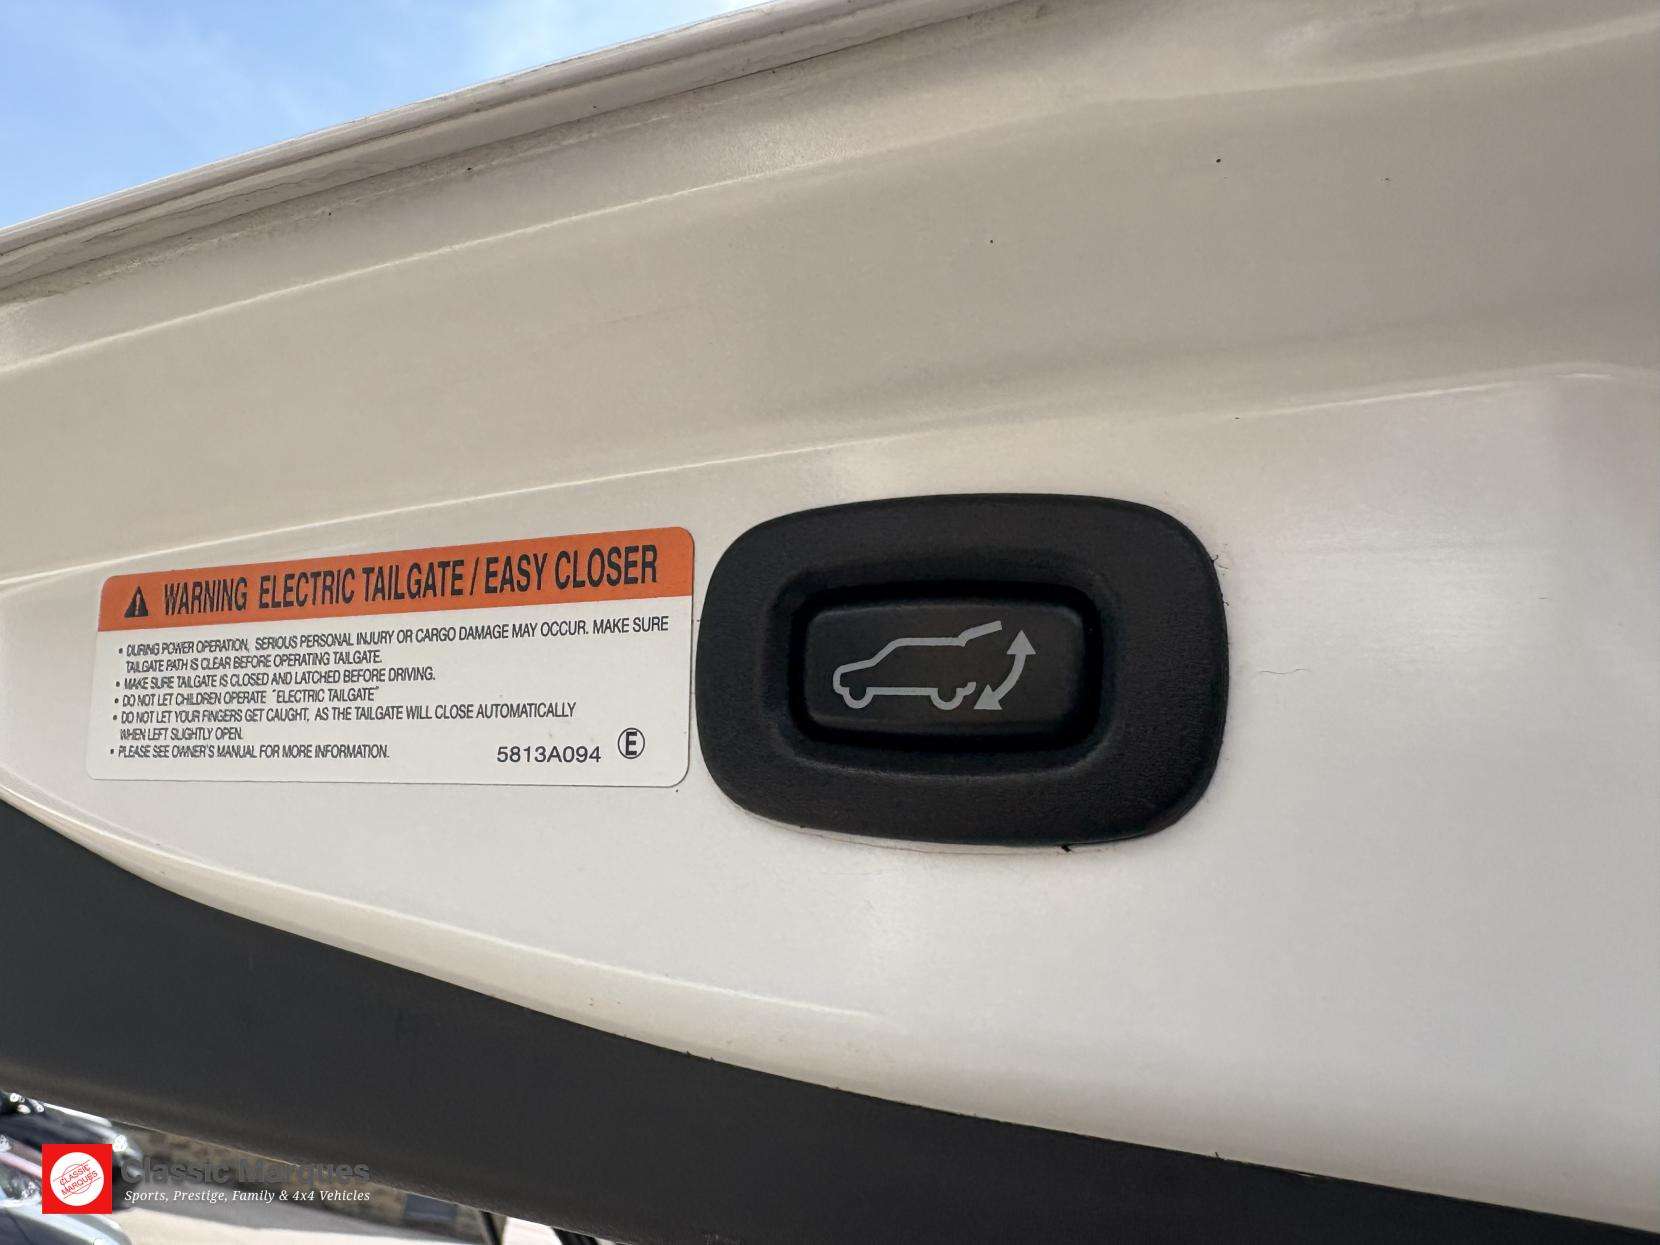 WARNING ELECTRIC TAILGATE / EASY CLOSER
• DURING POWER OPERATION, SERIOUS PERSONAL INJURY OR CARGO DAMAGE MAY OCCUR. MAKE SURE
TAILGATE PATH IS CLEAR BEFORE OPERATING TAILGATE.
• MAKE SURE TAILGATE IS CLOSED AND LATCHED BEFORE DRIVING.
• DO NOT LET CHILDREN OPERATE "ELECTRIC TAILGATE"
• DO NOT LET YOUR FINGERS GET CAUGHT, AS THE TAILGATE WILL CLOSE AUTOMATICALLY
WHEN LEFT SLIGHTLY OPEN.
• PLEASE SEE OWNER'S MANUAL FOR MORE INFORMATION.
5813A094 Ⓔ
CLASSIC
MARQUES
Classic Marques
Sports, Prestige, Family & 4x4 Vehicles